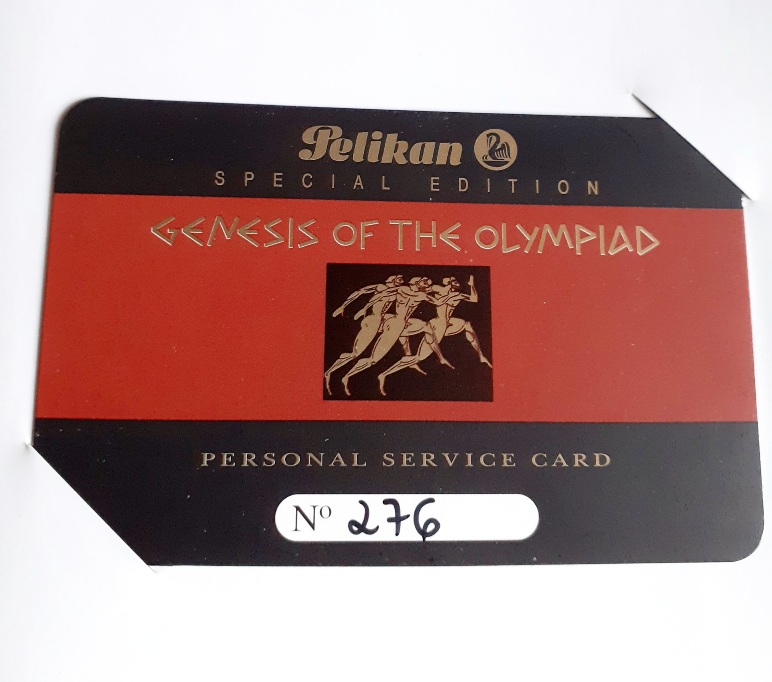 Pelikan
SPECIAL EDITION
GENESIS OF THE OLYMPIAD
PERSONAL SERVICE CARD
Nº 276